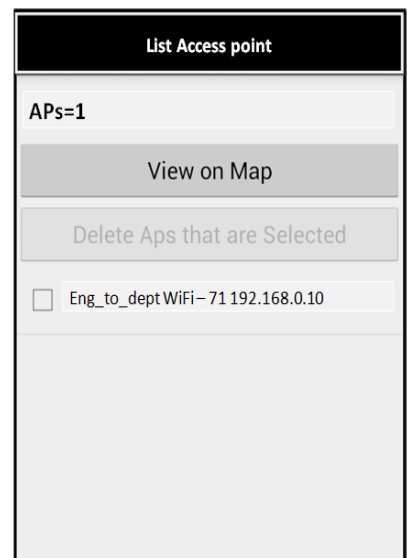 List Access point
APs=1
View on Map
Delete Aps that are Selected
Eng_to_dept WiFi – 71 192.168.0.10